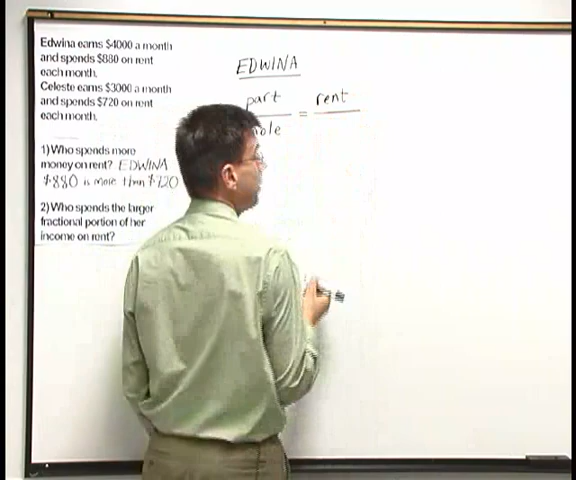 Edwina earns $4000 a month
and spends $880 on rent
each month.
Celeste earns $3000 a month
and spends $720 on rent
each month.
1) Who spends more
money on rent? EDWINA
$880 is more than $720
2) Who spends the larger
fractional portion of her
income on rent?
EDWINA
part = rent